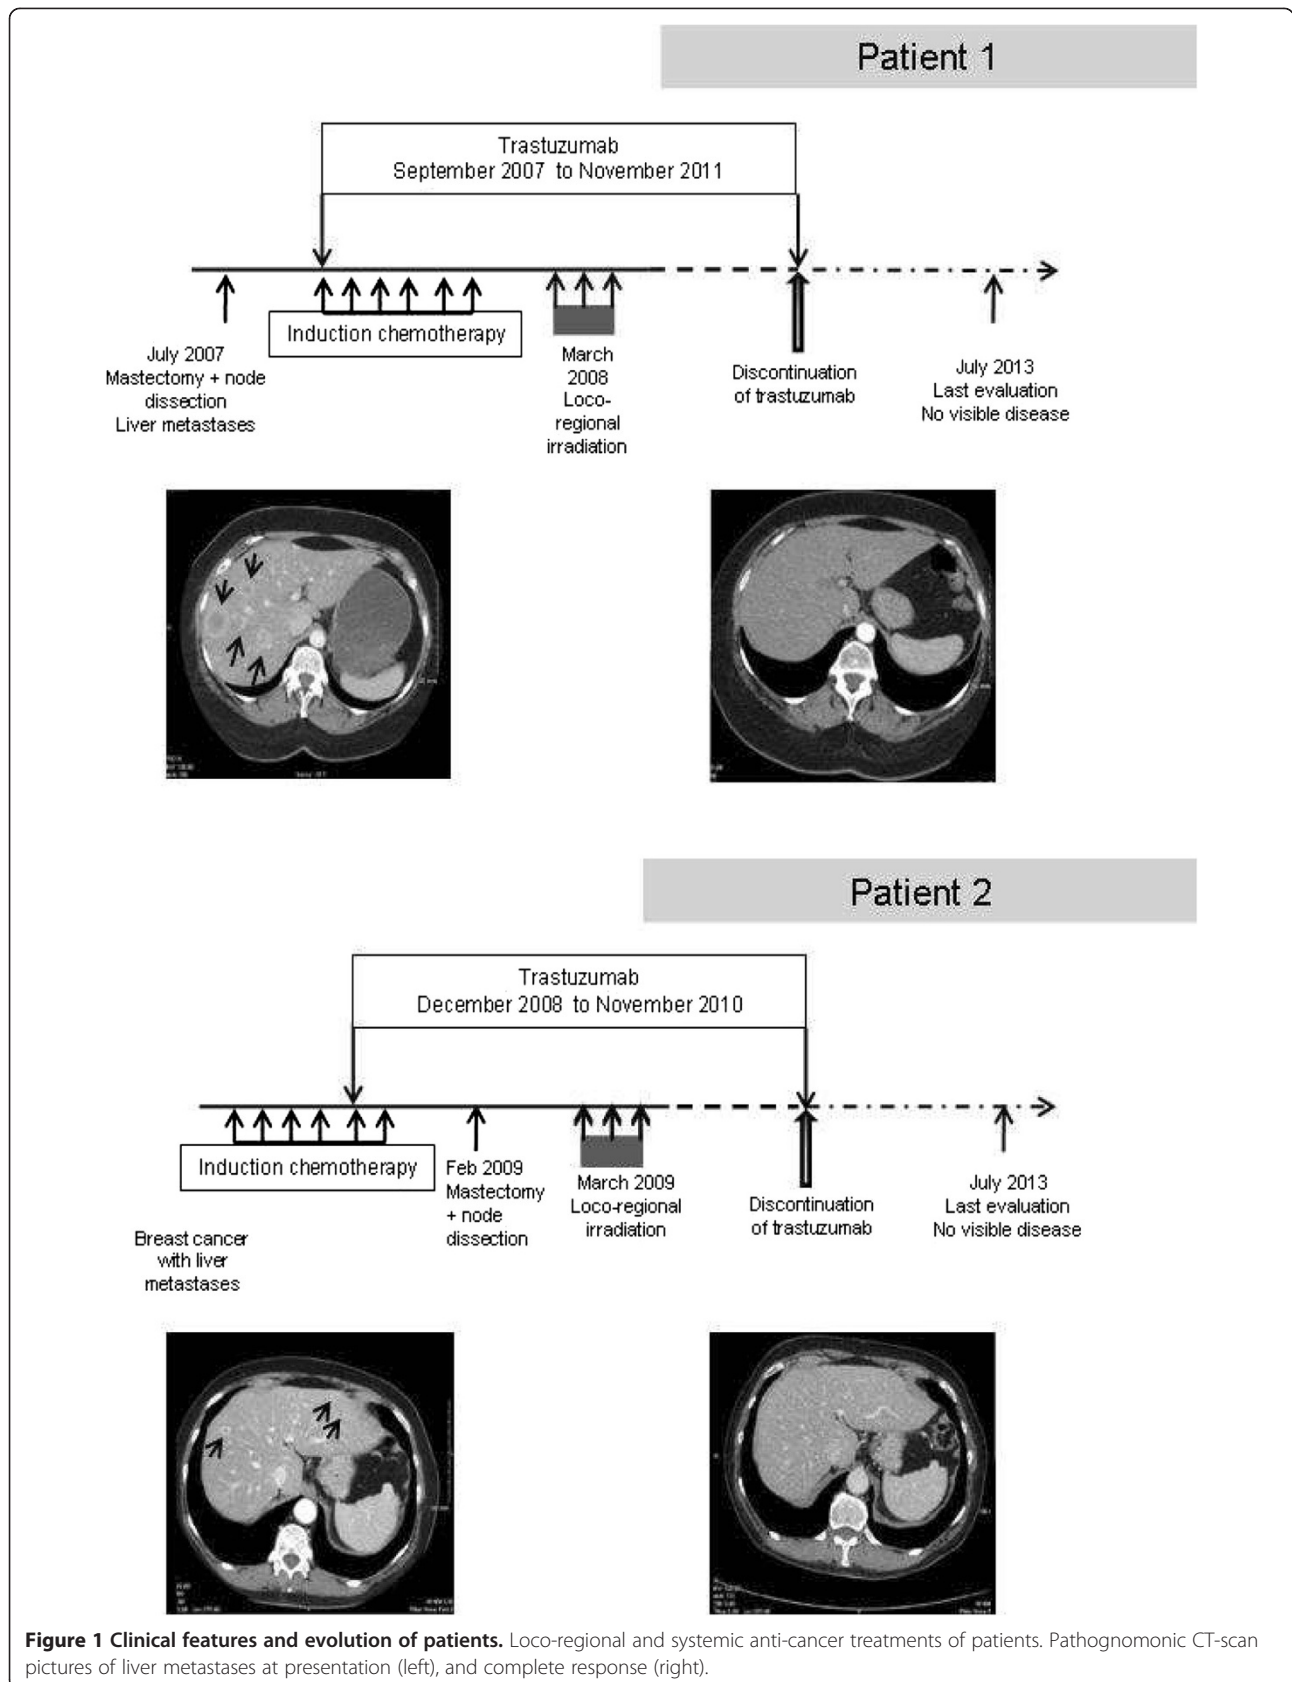 Patient 1
Trastuzumab
September 2007 to November 2011
Induction chemotherapy
July 2007
Mastectomy + node
dissection
Liver metastases
March
2008
Loco-
regional
irradiation
Discontinuation
of trastuzumab
July 2013
Last evaluation
No visible disease
Patient 2
Trastuzumab
December 2008 to November 2010
Induction chemotherapy
Breast cancer
with liver
metastases
Feb 2009
Mastectomy
+ node
dissection
March 2009
Loco-regional
irradiation
Discontinuation
of trastuzumab
July 2013
Last evaluation
No visible disease
Figure 1 Clinical features and evolution of patients. Loco-regional and systemic anti-cancer treatments of patients. Pathognomonic CT-scan
pictures of liver metastases at presentation (left), and complete response (right).